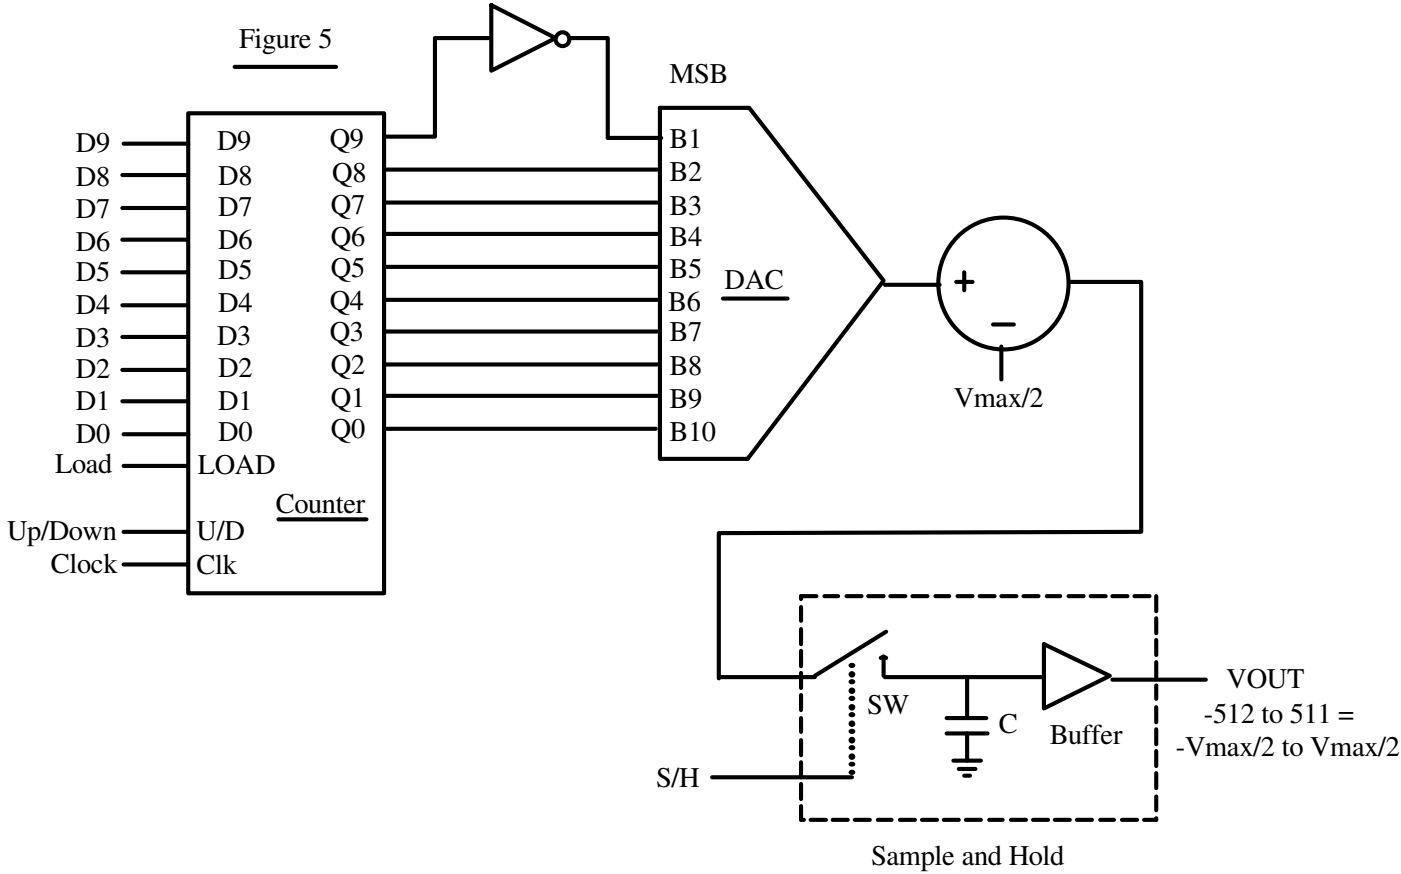 Figure 5
MSB
D9 D9 Q9 B1
D8 D8 Q8 B2
D7 D7 Q7 B3
D6 D6 Q6 B4
D5 D5 Q5 B5
D4 D4 Q4 B6
D3 D3 Q3 B7
D2 D2 Q2 B8
D1 D1 Q1 B9
D0 D0 Q0 B10
DAC
+
−
Vmax/2
Load LOAD
Counter
Up/Down U/D
Clock Clk
SW
C
Buffer
S/H
VOUT
-512 to 511 =
-Vmax/2 to Vmax/2
Sample and Hold